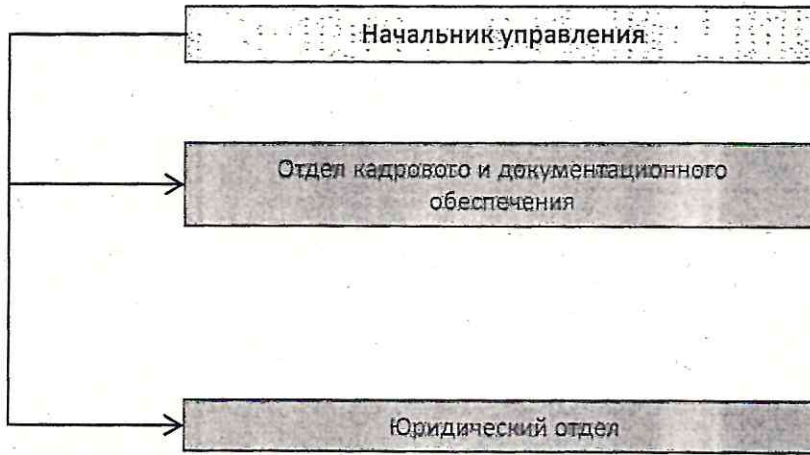 Начальник управления
Отдел кадрового и документационного
обеспечения
Юридический отдел